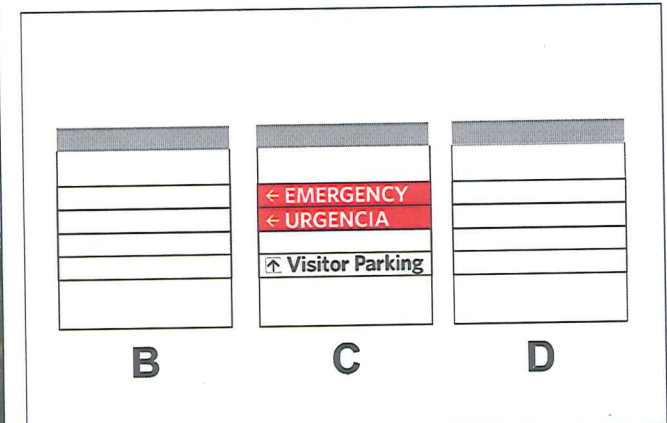 ← EMERGENCY
← URGENCIA
↑ Visitor Parking
B C D